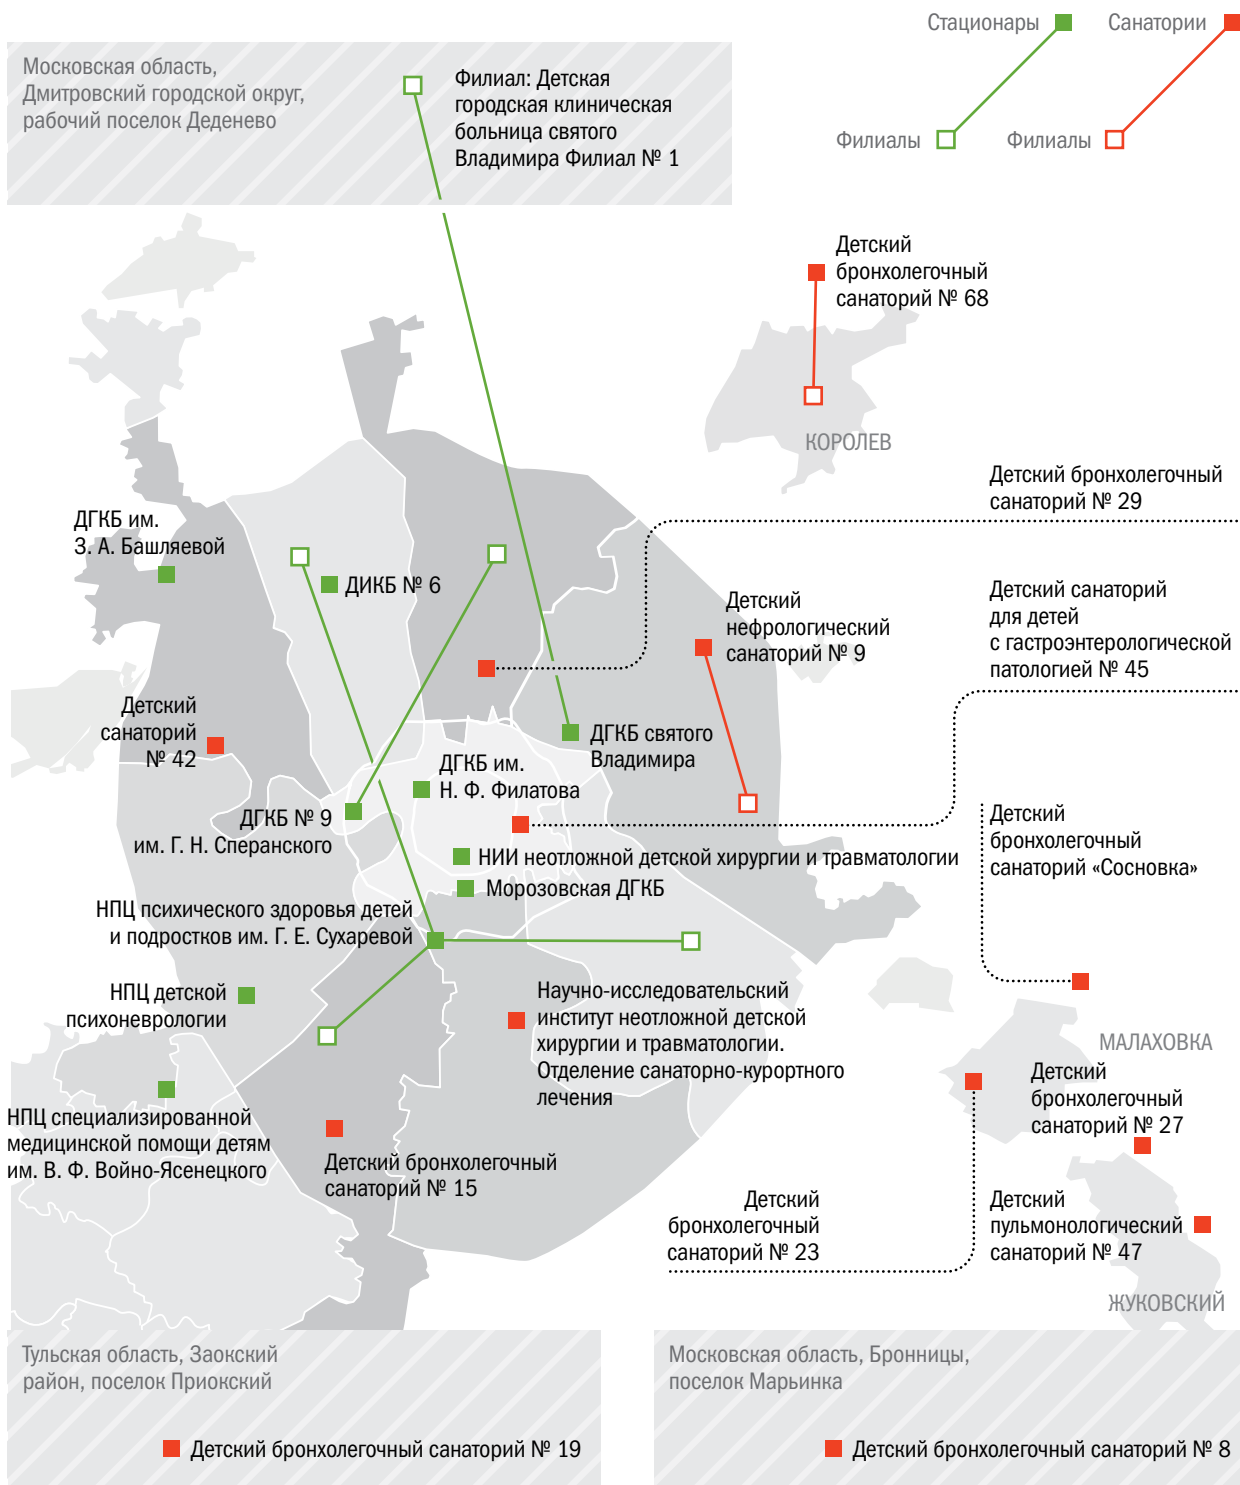 Стационары
Санатории
Филиалы
Филиалы
Московская область,
Дмитровский городской округ,
рабочий поселок Деденево
Филиал: Детская
городская клиническая
больница святого
Владимира Филиал № 1
Детский
бронхолегочный
санаторий № 68
КОРОЛЕВ
Детский бронхолегочный
санаторий № 29
ДГКБ им.
З. А. Башляевой
ДИКБ № 6
Детский
нефрологический
санаторий № 9
Детский санаторий
для детей
с гастроэнтерологической
патологией № 45
Детский
санаторий
№ 42
ДГКБ святого
Владимира
ДГКБ им.
Н. Ф. Филатова
ДГКБ № 9
им. Г. Н. Сперанского
Детский
бронхолегочный
санаторий «Сосновка»
НИИ неотложной детской хирургии и травматологии
Морозовская ДГКБ
НПЦ психического здоровья детей
и подростков им. Г. Е. Сухаревой
НПЦ детской
психоневрологии
Научно-исследовательский
институт неотложной детской
хирургии и травматологии.
Отделение санаторно-курортного
лечения
МАЛАХОВКА
Детский
бронхолегочный
санаторий № 27
НПЦ специализированной
медицинской помощи детям
им. В. Ф. Войно-Ясенецкого
Детский бронхолегочный
санаторий № 15
Детский
бронхолегочный
санаторий № 23
Детский
пульмонологический
санаторий № 47
ЖУКОВСКИЙ
Тульская область, Заокский
район, поселок Приокский
Детский бронхолегочный санаторий № 19
Московская область, Бронницы,
поселок Марьинка
Детский бронхолегочный санаторий № 8